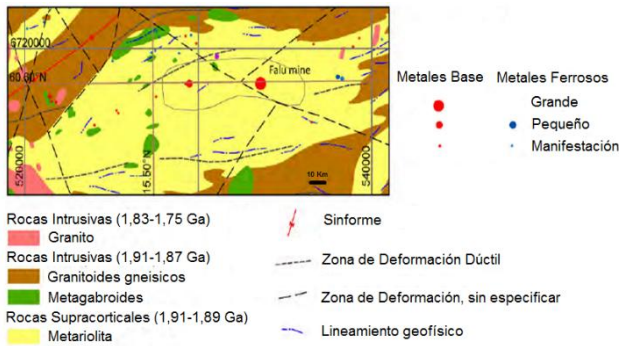 6720000
60.60°N
Falu mine
520000
15.50°N
10 Km
540000
Metales Base
Metales Ferrosos
Grande
Pequeño
Manifestación
Rocas Intrusivas (1,83-1,75 Ga)
Granito
Rocas Intrusivas (1,91-1,87 Ga)
Granitoides gneisicos
Metagabroides
Rocas Supracorticales (1,91-1,89 Ga)
Metariolita
Sinforme
Zona de Deformación Dúctil
Zona de Deformación, sin especificar
Lineamiento geofísico